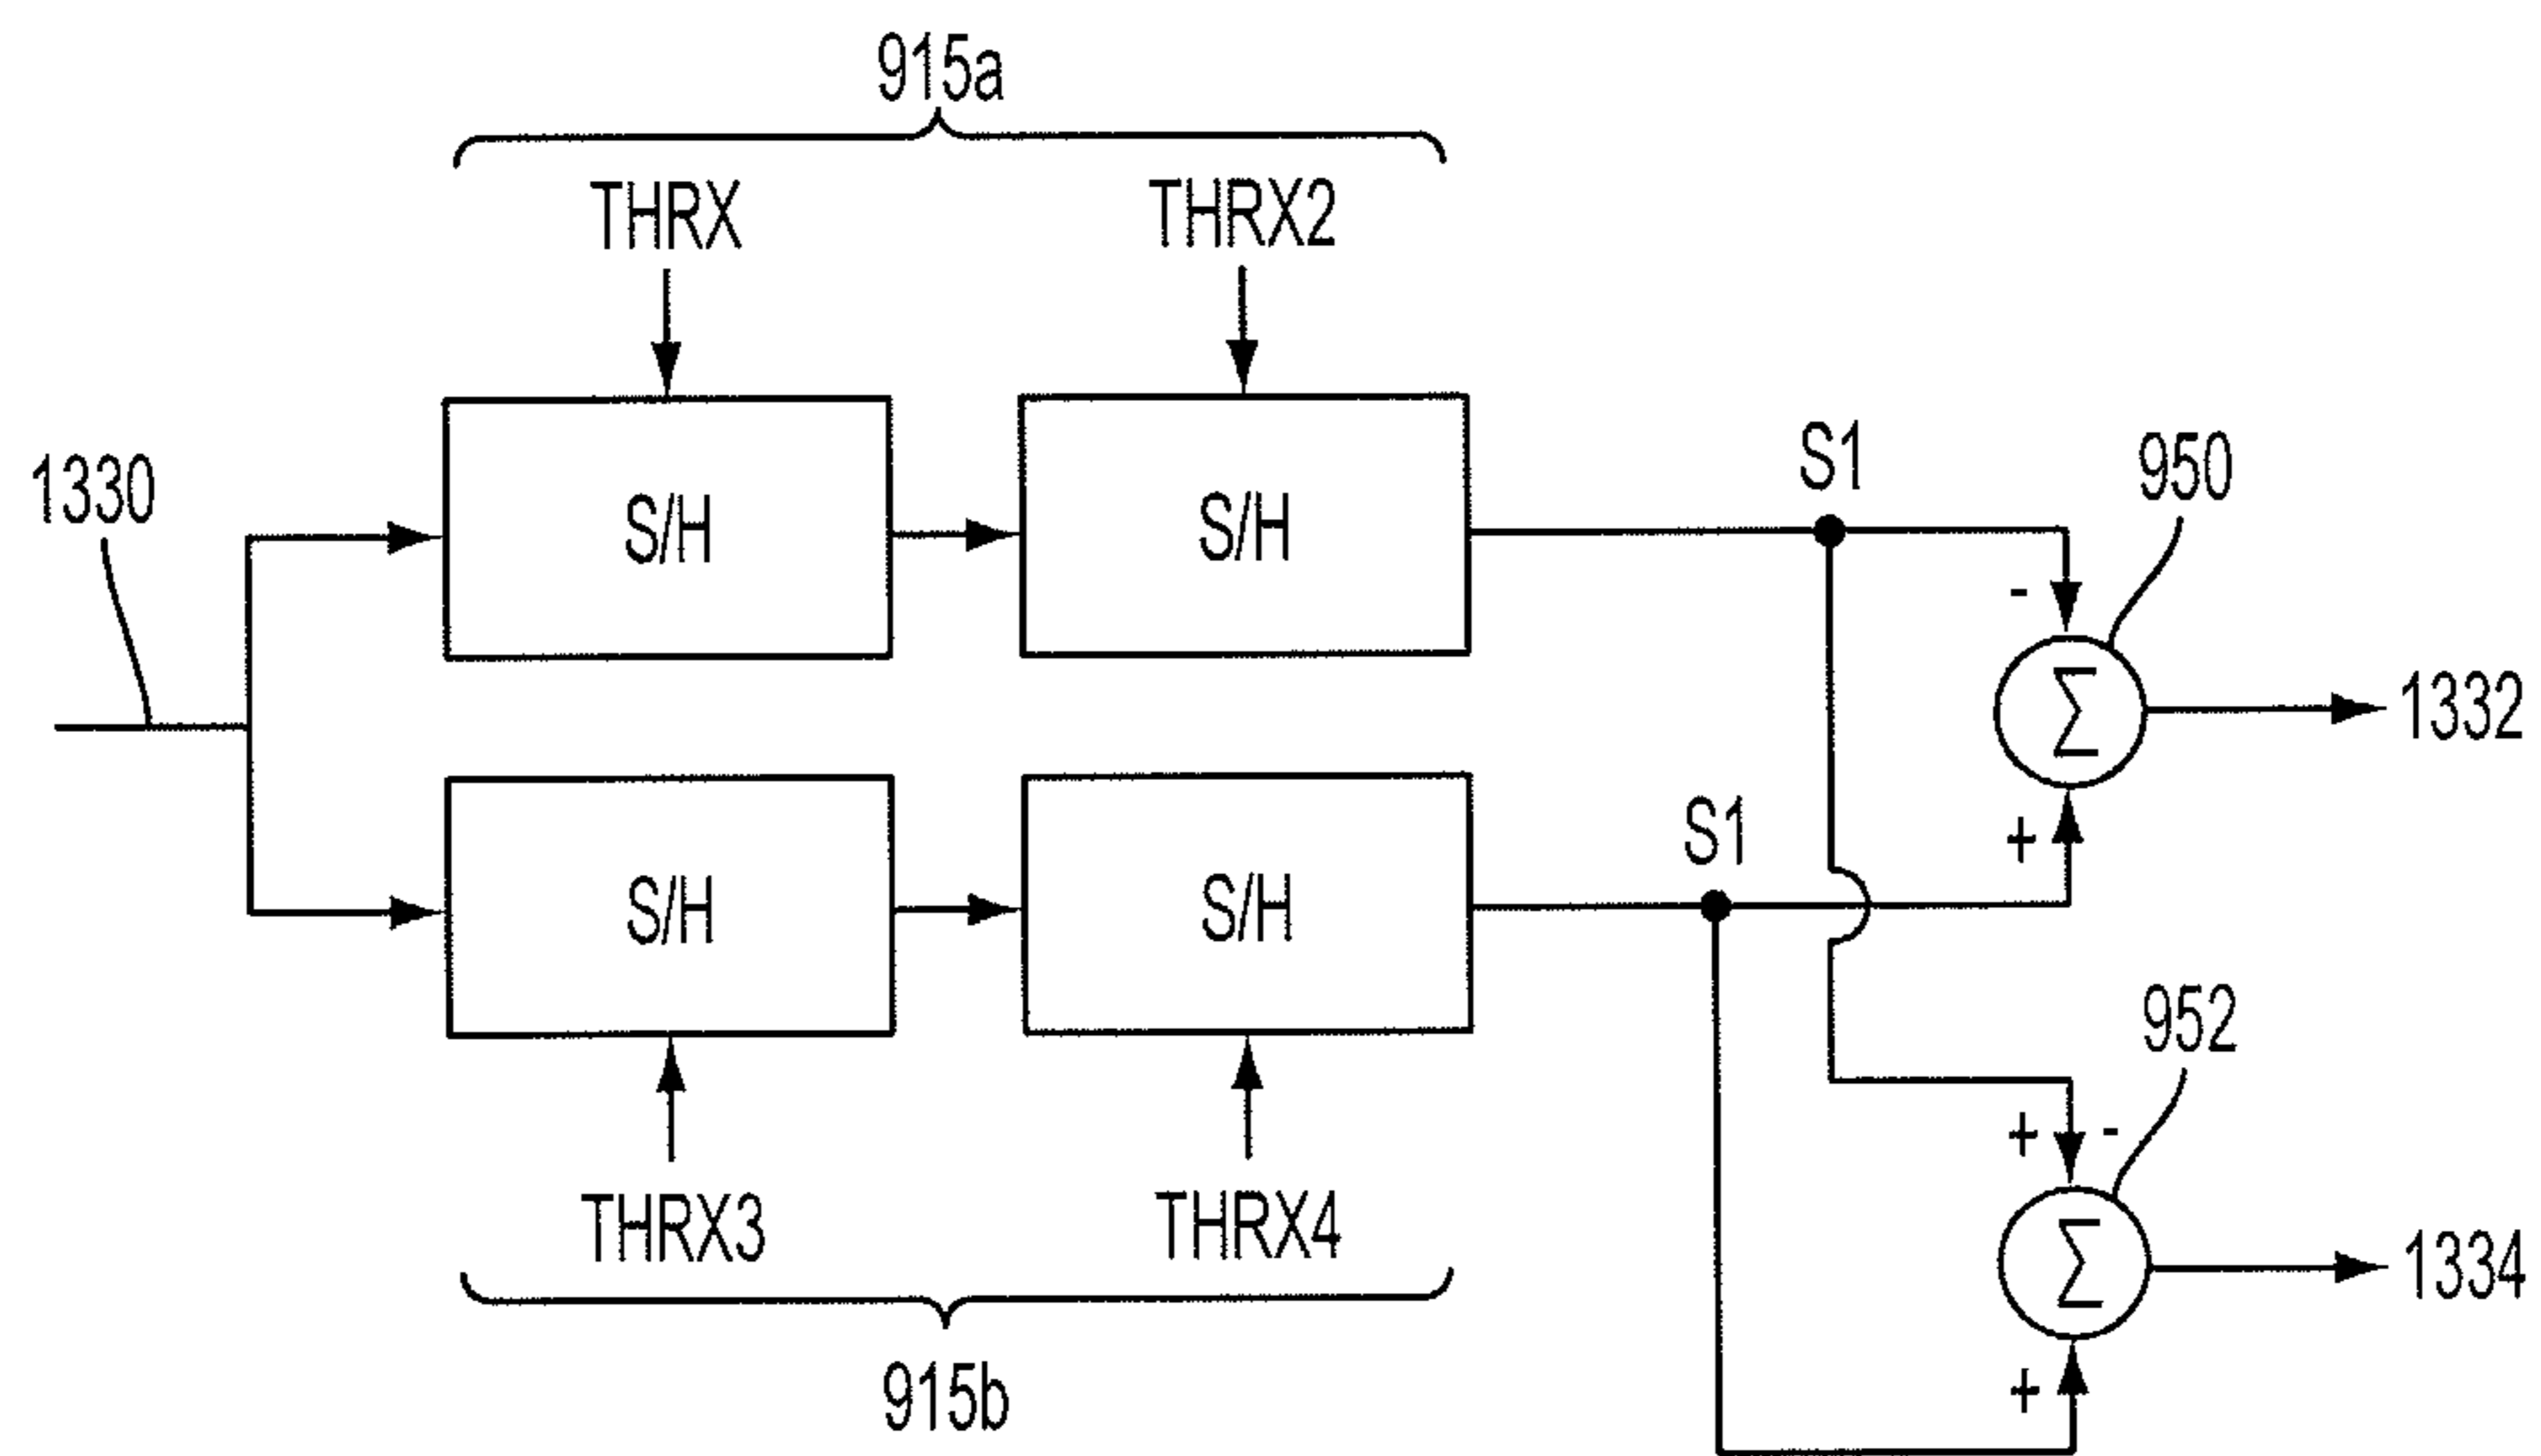 915a
THRX THRX2
1330 S/H S/H S1 950
-
Σ 1332
+
S/H S/H S1
952
+ -
THRX3 THRX4
Σ 1334
+
915b